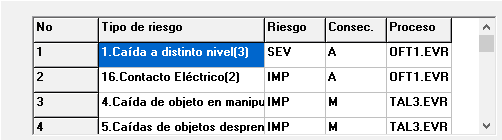 No Tipo de riesgo Riesgo Consec. Proceso
1 1.Caída a distinto nivel(3) SEV A OFT1.EVR
2 16.Contacto Eléctrico(2) IMP A OFT1.EVR
3 4.Caída de objeto en manipu IMP M TAL3.EVR
4 5.Caídas de objetos despren IMP M TAL3.EVR